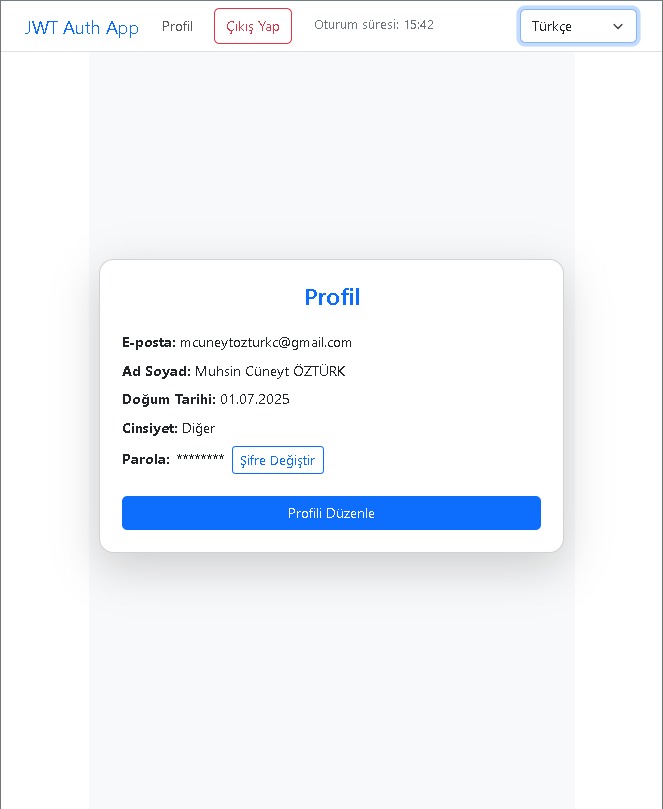 JWT Auth App Profil Çıkış Yap Oturum süresi: 15:42 Türkçe
Profil
E-posta: mcuneytozturkc@gmail.com
Ad Soyad: Muhsin Cüneyt ÖZTÜRK
Doğum Tarihi: 01.07.2025
Cinsiyet: Diğer
Parola: ******** Şifre Değiştir
Profili Düzenle